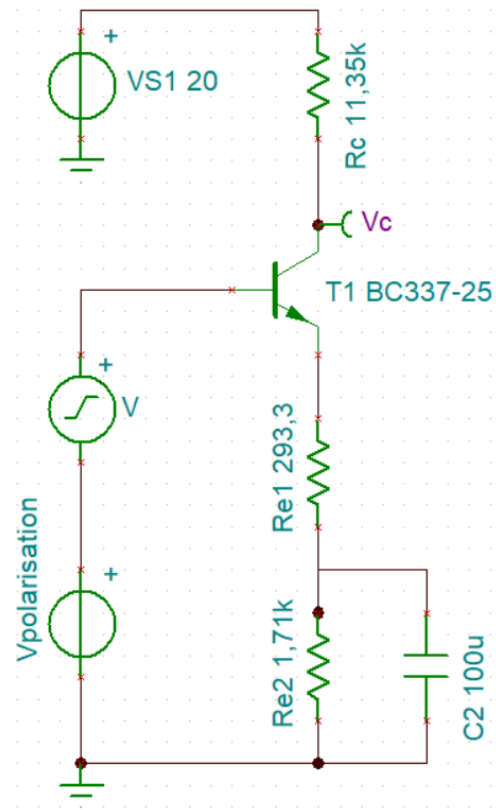 +
VS1 20
Rc 11,35k
Vc
T1 BC337-25
+
V
Re1 293,3
Vpolarisation
+
Re2 1,71k
C2 100u